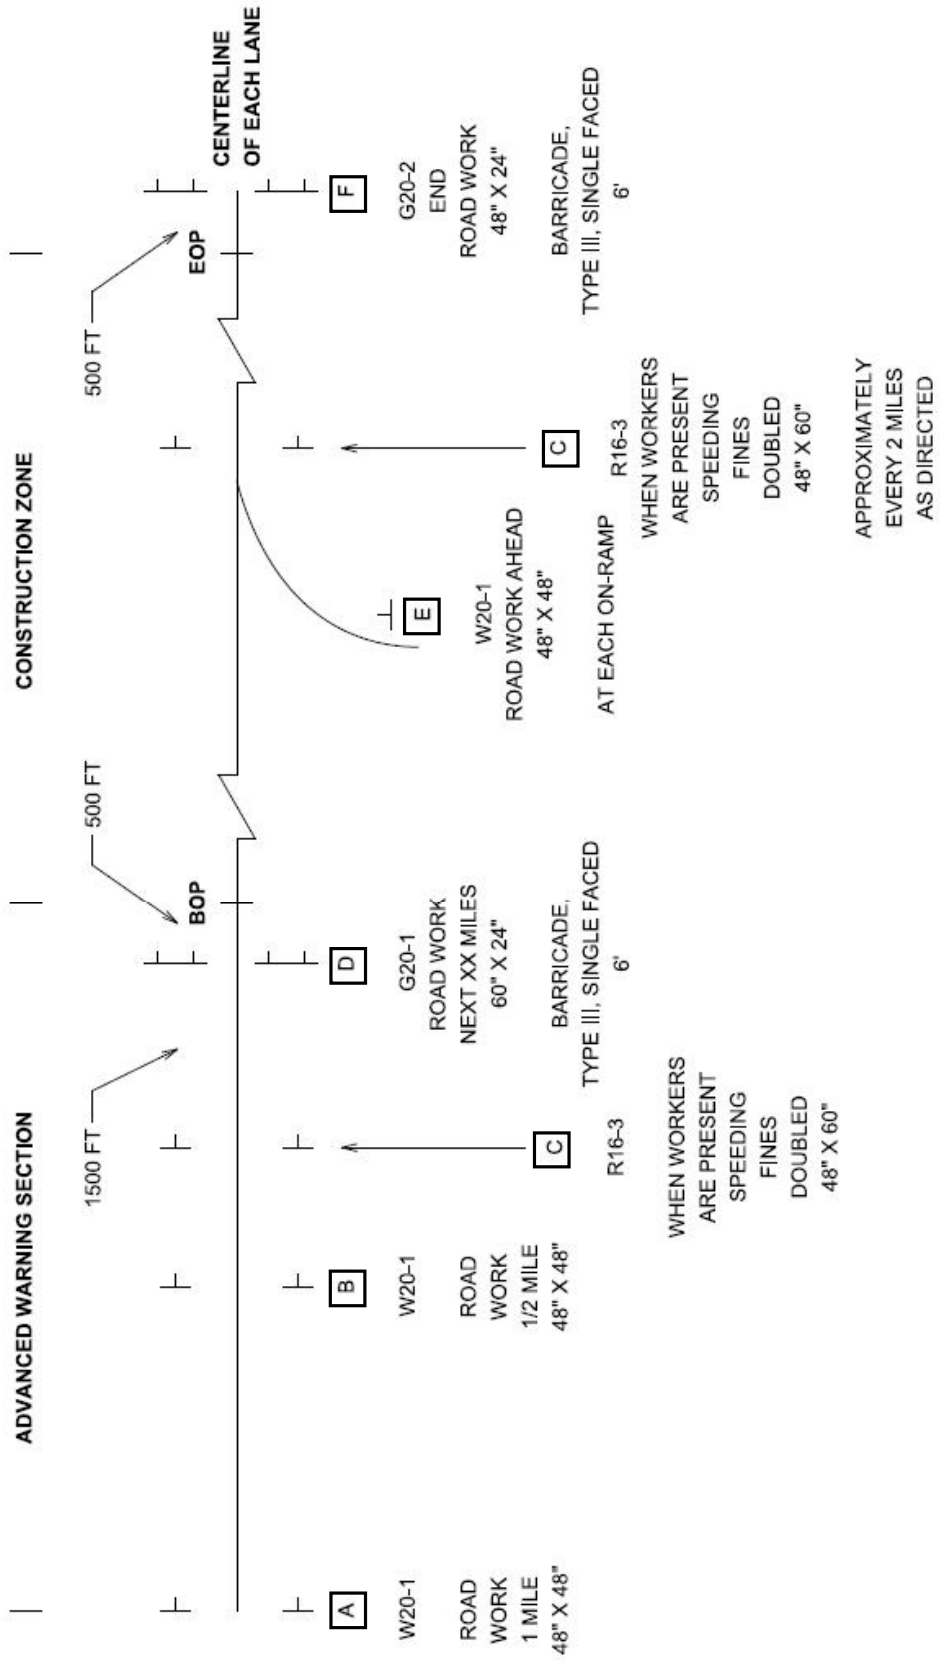 ADVANCED WARNING SECTION
CONSTRUCTION ZONE
1500 FT
500 FT
500 FT
BOP
EOP
CENTERLINE
OF EACH LANE
A
W20-1
ROAD
WORK
1 MILE
48" X 48"
B
W20-1
ROAD
WORK
1/2 MILE
48" X 48"
C
R16-3
WHEN WORKERS
ARE PRESENT
SPEEDING
FINES
DOUBLED
48" X 60"
D
G20-1
ROAD WORK
NEXT XX MILES
60" X 24"
BARRICADE,
TYPE III, SINGLE FACED
6'
E
W20-1
ROAD WORK AHEAD
48" X 48"
AT EACH ON-RAMP
C
R16-3
WHEN WORKERS
ARE PRESENT
SPEEDING
FINES
DOUBLED
48" X 60"
APPROXIMATELY
EVERY 2 MILES
AS DIRECTED
F
G20-2
END
ROAD WORK
48" X 24"
BARRICADE,
TYPE III, SINGLE FACED
6'